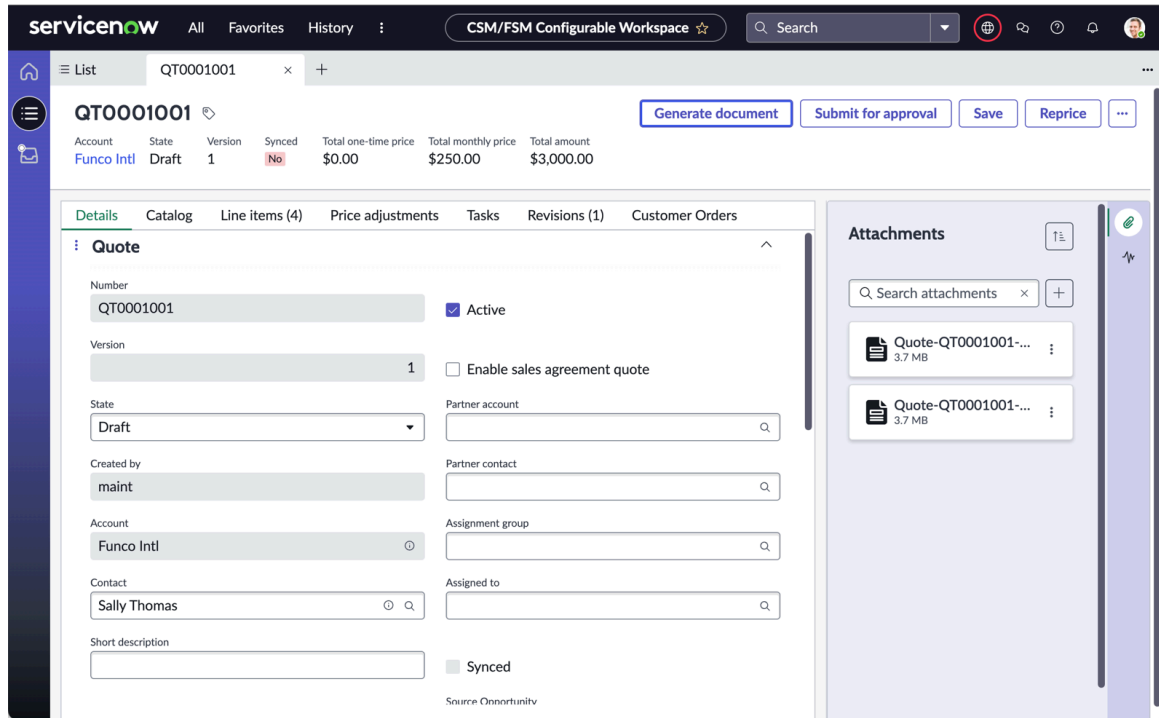 servicenow All Favorites History CSM/FSM Configurable Workspace Search
List QT0001001
QT0001001
Generate document Submit for approval Save Reprice
Account State Version Synced Total one-time price Total monthly price Total amount
Funco Intl Draft 1 No $0.00 $250.00 $3,000.00
Details Catalog Line items (4) Price adjustments Tasks Revisions (1) Customer Orders
Quote
Number
QT0001001
Active
Version
1
Enable sales agreement quote
State
Draft
Partner account
Created by
maint
Partner contact
Account
Funco Intl
Assignment group
Contact
Sally Thomas
Assigned to
Short description
Synced
Source Opportunity
Attachments
Search attachments
Quote-QT0001001-...
3.7 MB
Quote-QT0001001-...
3.7 MB